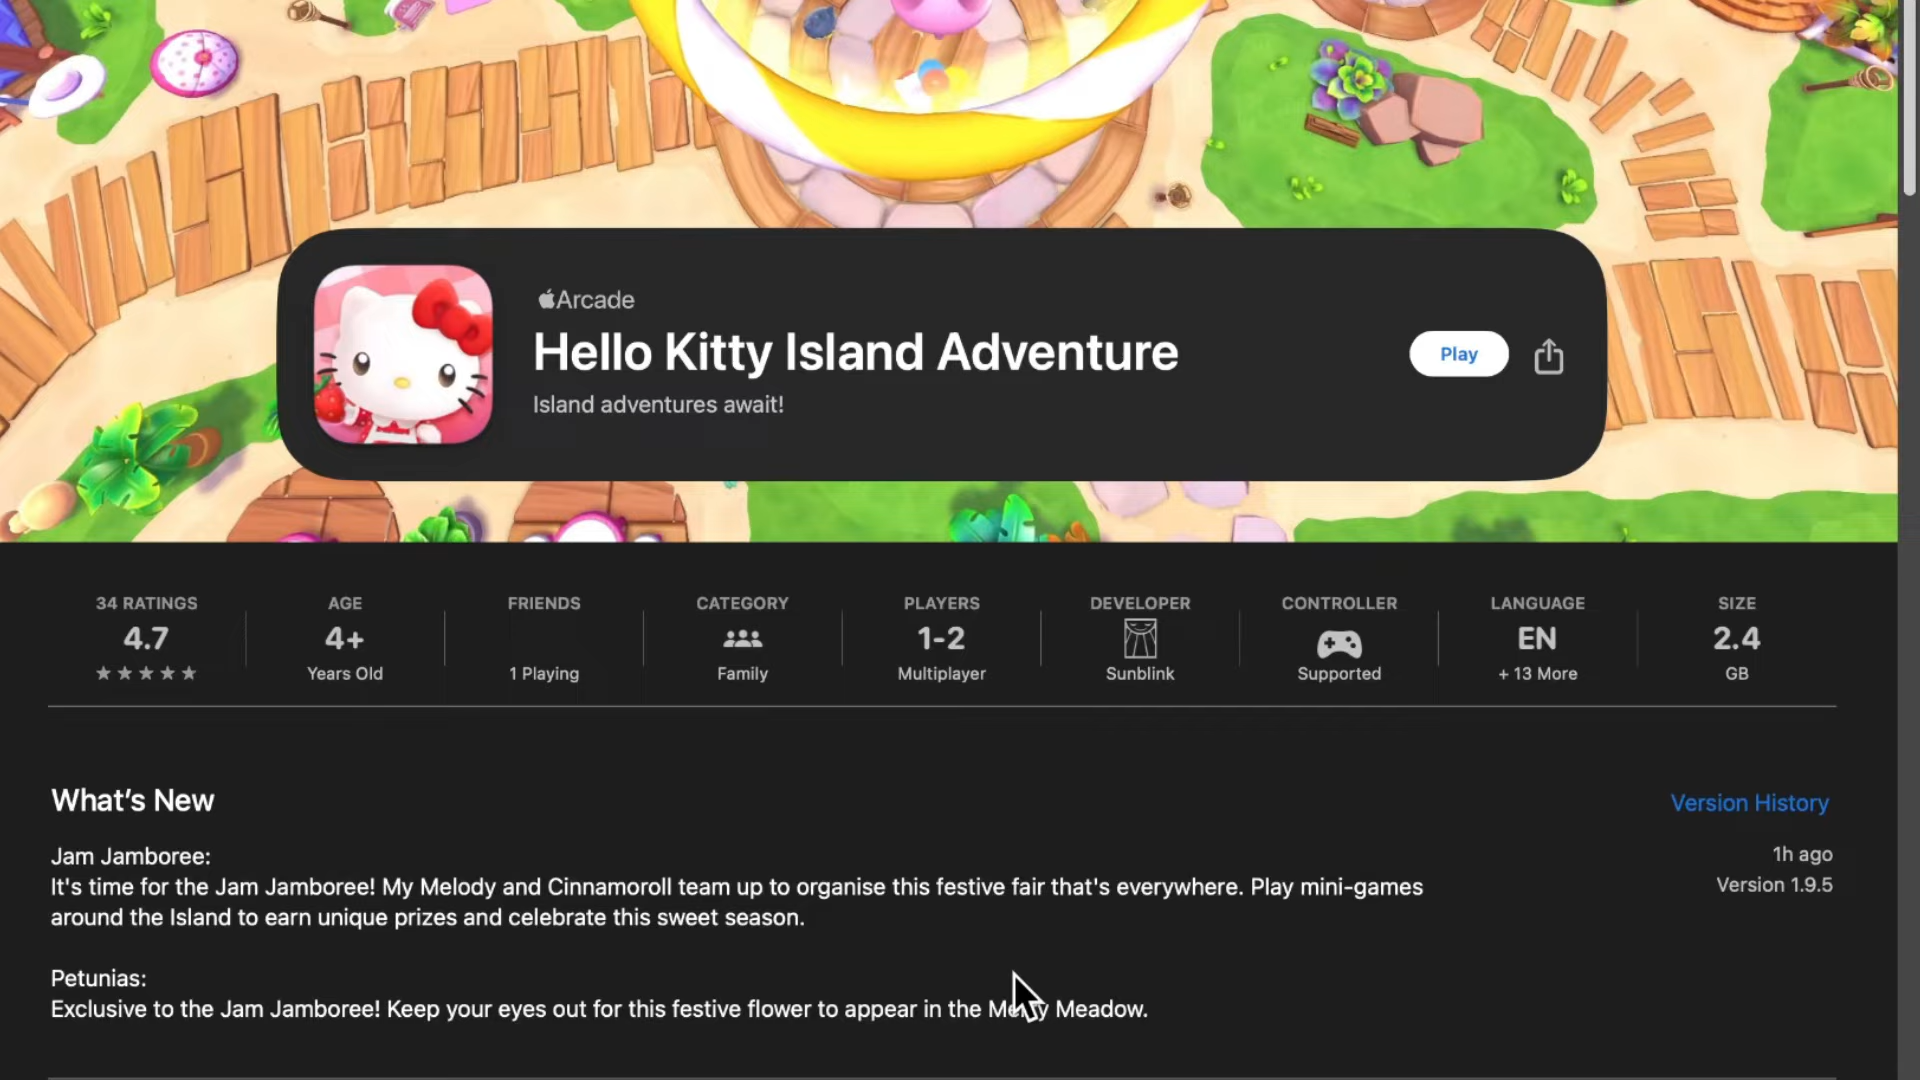 Arcade
Hello Kitty Island Adventure
Island adventures await!
Play
34 RATINGS
4.7
AGE
4+
Years Old
FRIENDS
1 Playing
CATEGORY
Family
PLAYERS
1-2
Multiplayer
DEVELOPER
Sunblink
CONTROLLER
Supported
LANGUAGE
EN
+ 13 More
SIZE
2.4
GB
What's New
Version History
Jam Jamboree:
1h ago
It's time for the Jam Jamboree! My Melody and Cinnamoroll team up to organise this festive fair that's everywhere. Play mini-games
Version 1.9.5
around the Island to earn unique prizes and celebrate this sweet season.
Petunias:
Exclusive to the Jam Jamboree! Keep your eyes out for this festive flower to appear in the Merry Meadow.